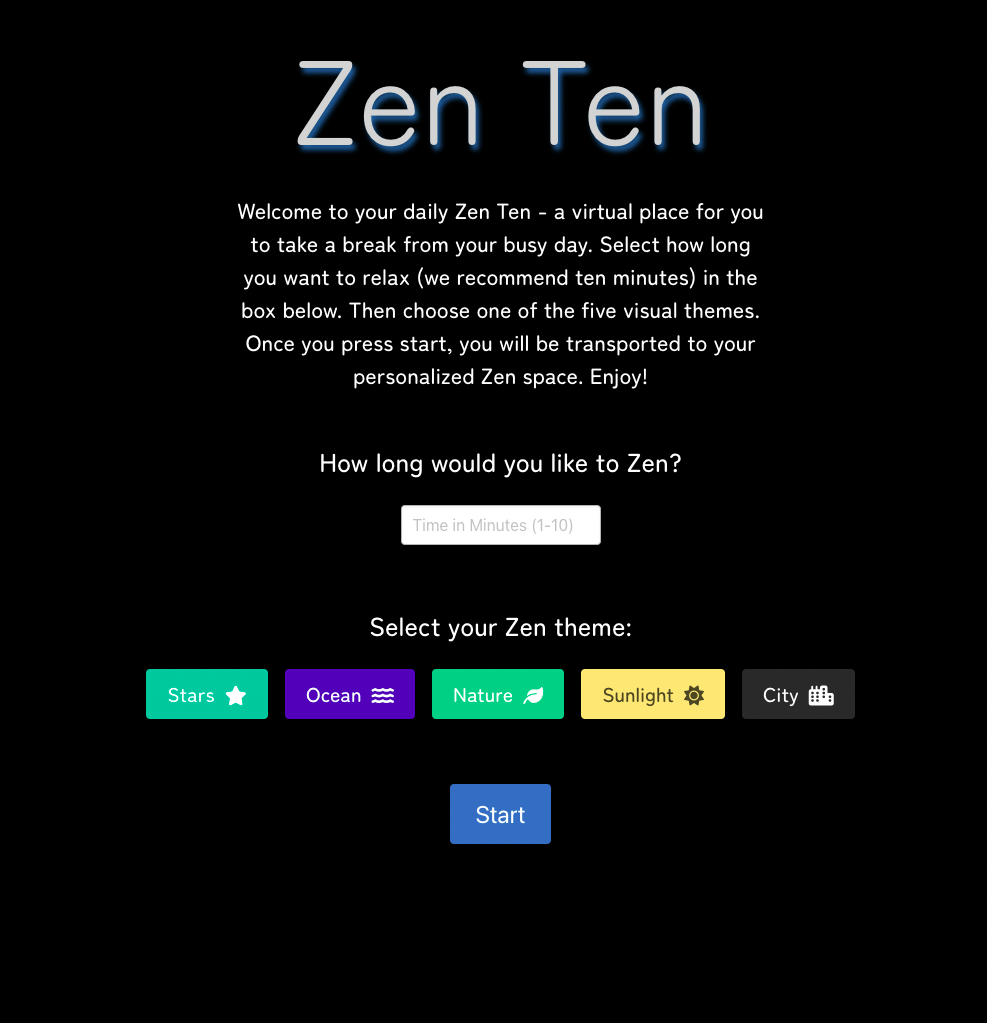 Zen Ten
Welcome to your daily Zen Ten - a virtual place for you
to take a break from your busy day. Select how long
you want to relax (we recommend ten minutes) in the
box below. Then choose one of the five visual themes.
Once you press start, you will be transported to your
personalized Zen space. Enjoy!
How long would you like to Zen?
Time in Minutes (1-10)
Select your Zen theme:
Stars Ocean Nature Sunlight City
Start